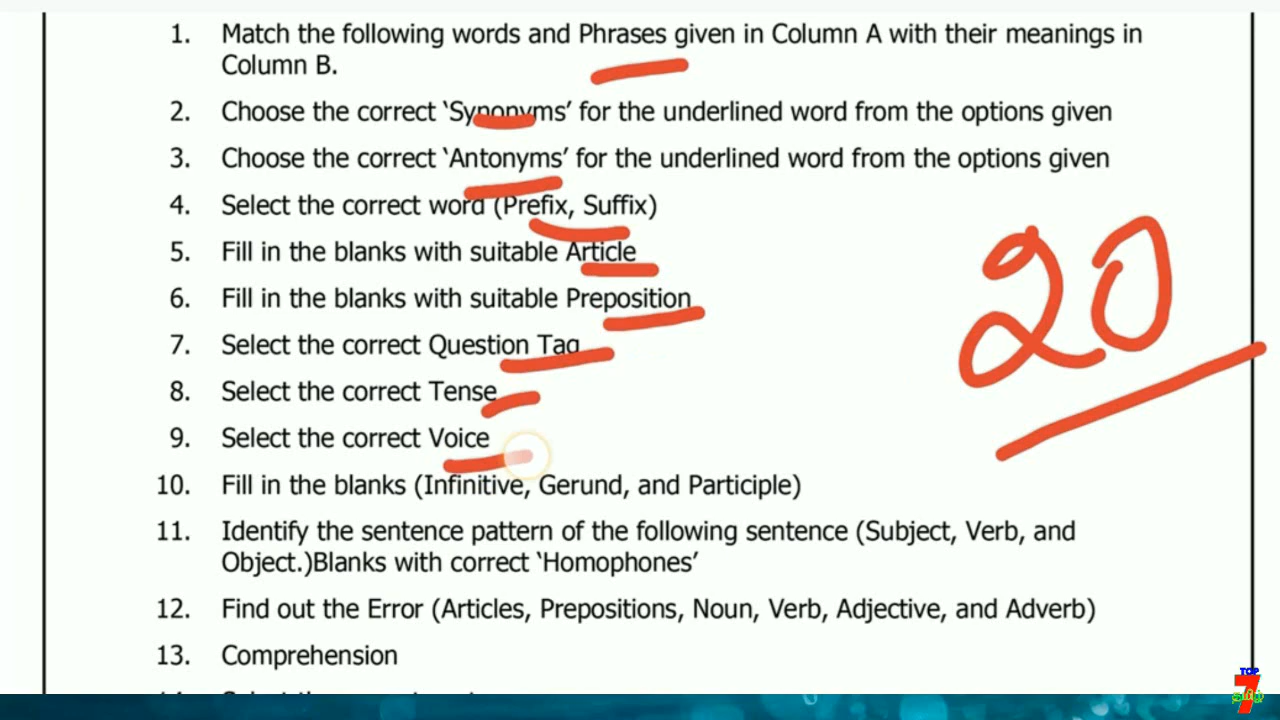 1. Match the following words and Phrases given in Column A with their meanings in
Column B.
2. Choose the correct ‘Synonyms’ for the underlined word from the options given
3. Choose the correct ‘Antonyms’ for the underlined word from the options given
4. Select the correct word (Prefix, Suffix)
5. Fill in the blanks with suitable Article
6. Fill in the blanks with suitable Preposition
7. Select the correct Question Tag
8. Select the correct Tense
9. Select the correct Voice
10. Fill in the blanks (Infinitive, Gerund, and Participle)
11. Identify the sentence pattern of the following sentence (Subject, Verb, and
Object.)Blanks with correct ‘Homophones’
12. Find out the Error (Articles, Prepositions, Noun, Verb, Adjective, and Adverb)
13. Comprehension
20
TOP
7
தமிழ்